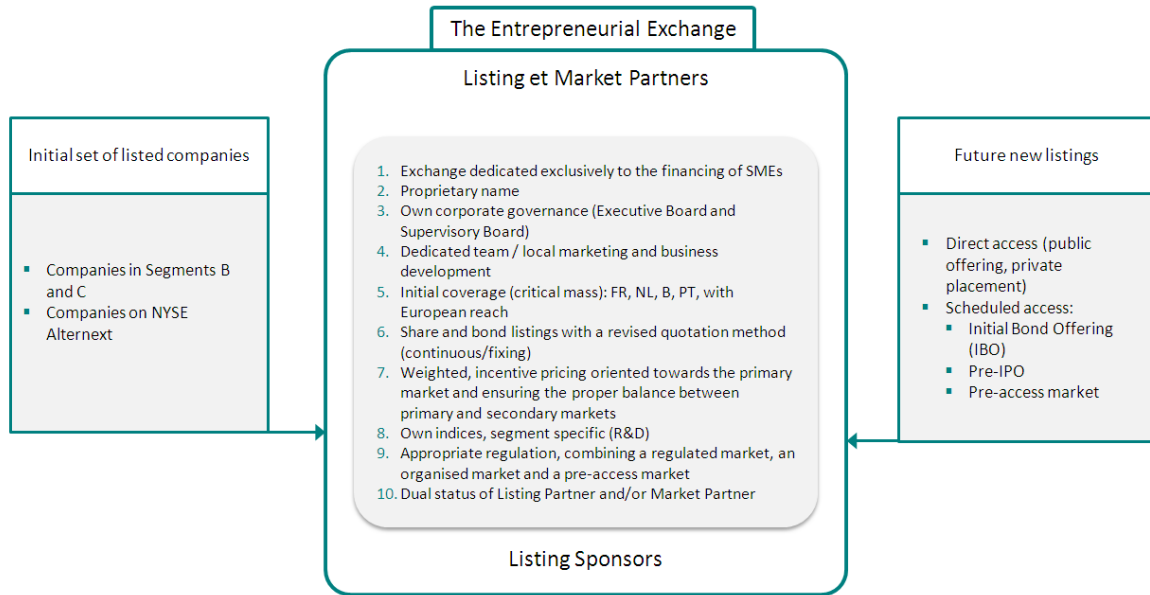 The Entrepreneurial Exchange
Listing et Market Partners
Initial set of listed companies
▪ Companies in Segments B
and C
▪ Companies on NYSE
Alternext
1. Exchange dedicated exclusively to the financing of SMEs
2. Proprietary name
3. Own corporate governance (Executive Board and
Supervisory Board)
4. Dedicated team / local marketing and business
development
5. Initial coverage (critical mass): FR, NL, B, PT, with
European reach
6. Share and bond listings with a revised quotation method
(continuous/fixing)
7. Weighted, incentive pricing oriented towards the primary
market and ensuring the proper balance between
primary and secondary markets
8. Own indices, segment specific (R&D)
9. Appropriate regulation, combining a regulated market, an
organised market and a pre-access market
10. Dual status of Listing Partner and/or Market Partner
Listing Sponsors
Future new listings
▪ Direct access (public
offering, private
placement)
▪ Scheduled access:
▪ Initial Bond Offering
(IBO)
▪ Pre-IPO
▪ Pre-access market